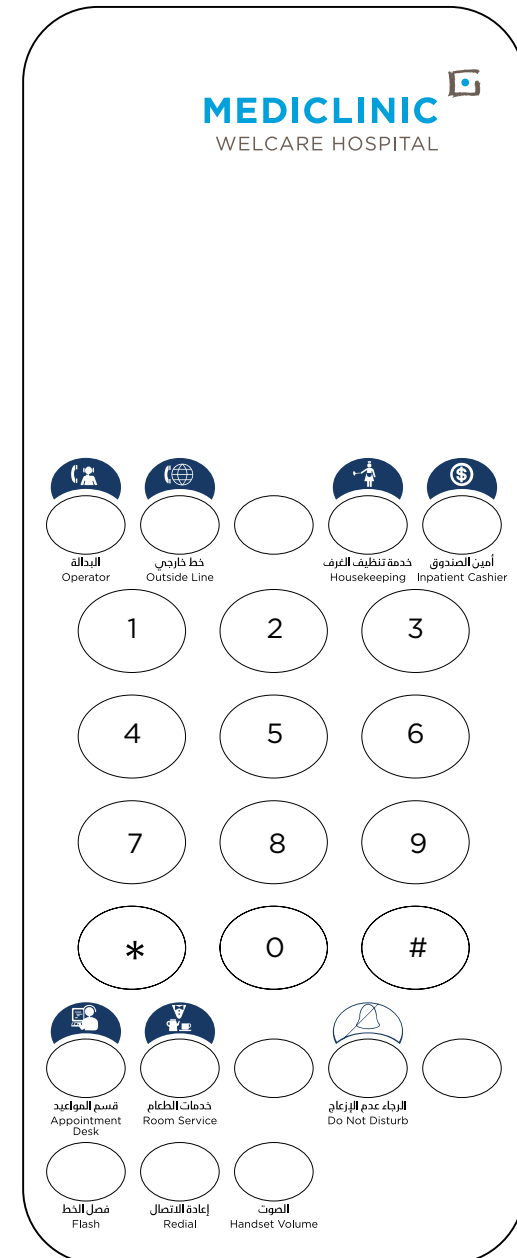 MEDICLINIC
WELCARE HOSPITAL
البدالة
Operator
خط خارجي
Outside Line
خدمة تنظيف الغرف
Housekeeping
أمين الصندوق
Inpatient Cashier
1 2 3
4 5 6
7 8 9
* 0 #
قسم المواعيد
Appointment
Desk
خدمات الطعام
Room Service
الرجاء عدم الإزعاج
Do Not Disturb
فصل الخط
Flash
إعادة الاتصال
Redial
الصوت
Handset Volume